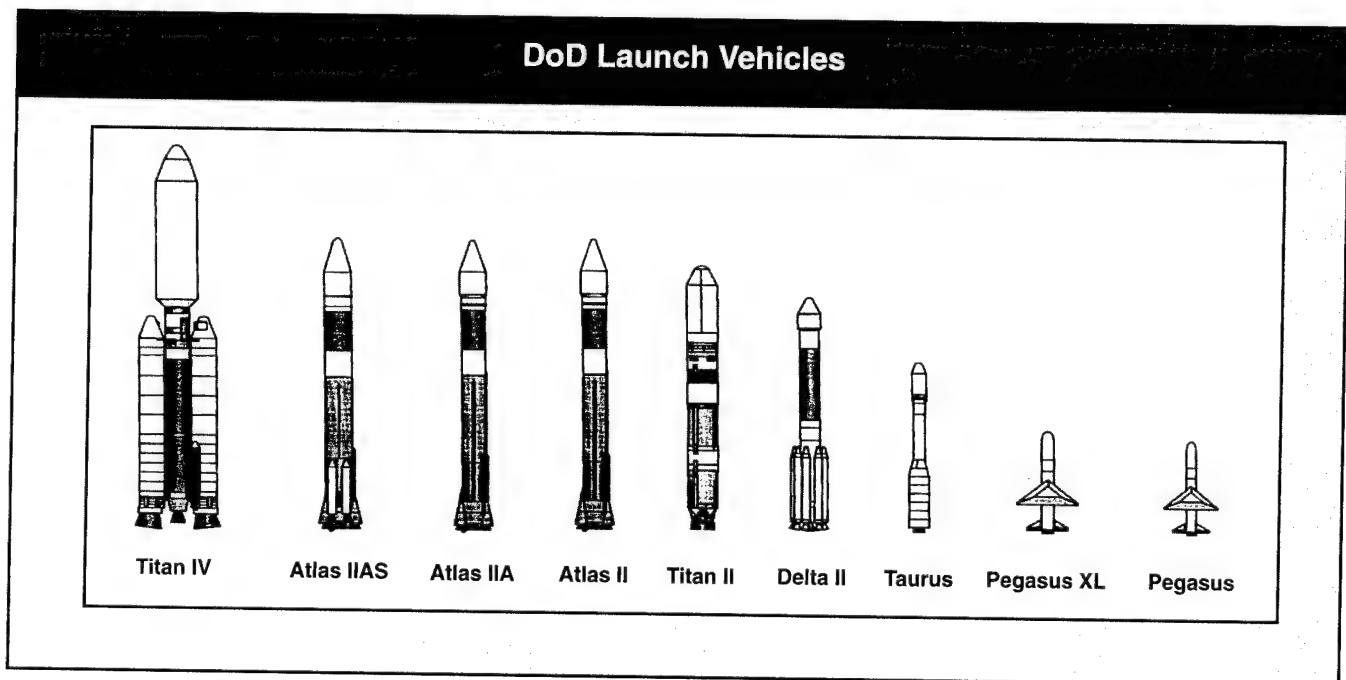 DoD Launch Vehicles
Titan IV Atlas IIAS Atlas IIA Atlas II Titan II Delta II Taurus Pegasus XL Pegasus